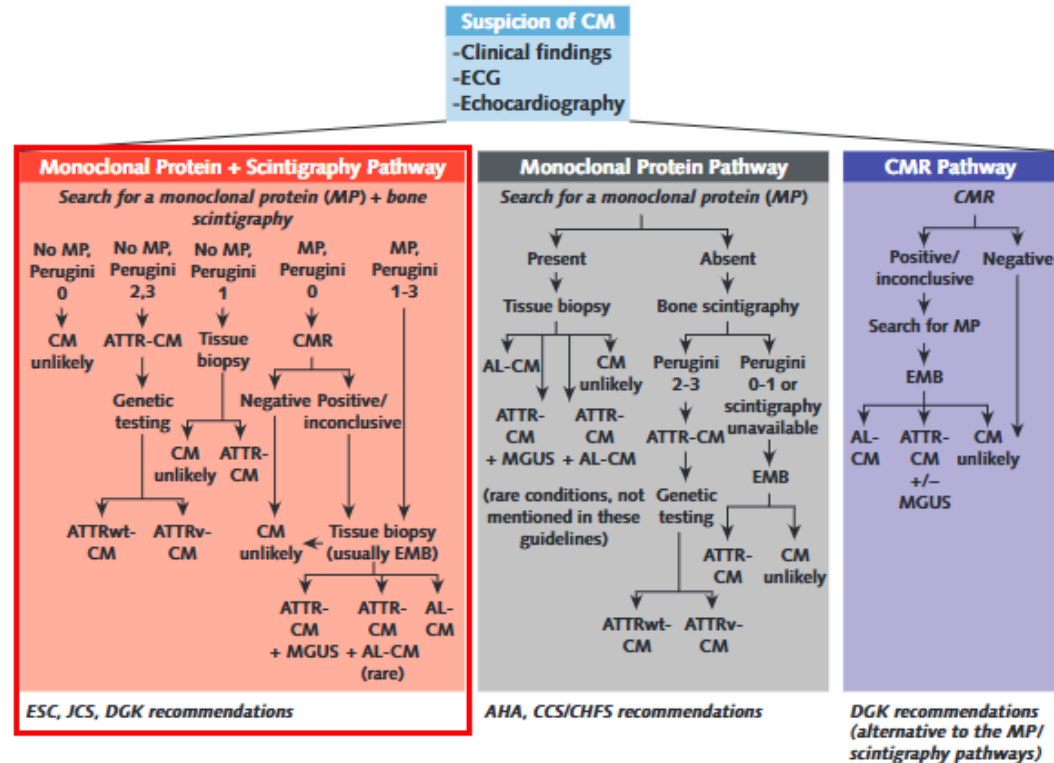 Suspicion of CM
-Clinical findings
-ECG
-Echocardiography
Monoclonal Protein + Scintigraphy Pathway
Search for a monoclonal protein (MP) + bone
scintigraphy
No MP,
Perugini
0
No MP,
Perugini
2,3
No MP,
Perugini
1
MP,
Perugini
0
MP,
Perugini
1-3
CM
unlikely
ATTR-CM
Tissue
biopsy
CMR
Genetic
testing
Negative
Positive/
inconclusive
CM
unlikely
ATTR-
CM
ATTRwt-
CM
ATTRv-
CM
CM
unlikely
Tissue biopsy
(usually EMB)
ATTR-
CM
+ MGUS
ATTR-
CM
+ AL-CM
(rare)
AL-
CM
ESC, JCS, DGK recommendations
Monoclonal Protein Pathway
Search for a monoclonal protein (MP)
Present
Absent
Tissue biopsy
Bone scintigraphy
AL-CM
CM
unlikely
ATTR-
CM
+ MGUS
ATTR-
CM
+ AL-CM
(rare conditions, not
mentioned in these
guidelines)
Perugini
2-3
Perugini
0-1 or
scintigraphy
unavailable
ATTR-CM
EMB
Genetic
testing
ATTR-
CM
CM
unlikely
ATTRwt-
CM
ATTRv-
CM
AHA, CCS/CHFS recommendations
CMR Pathway
CMR
Positive/
inconclusive
Negative
Search for MP
EMB
AL-
CM
ATTR-
CM
+/−
MGUS
CM
unlikely
DGK recommendations
(alternative to the MP/
scintigraphy pathways)